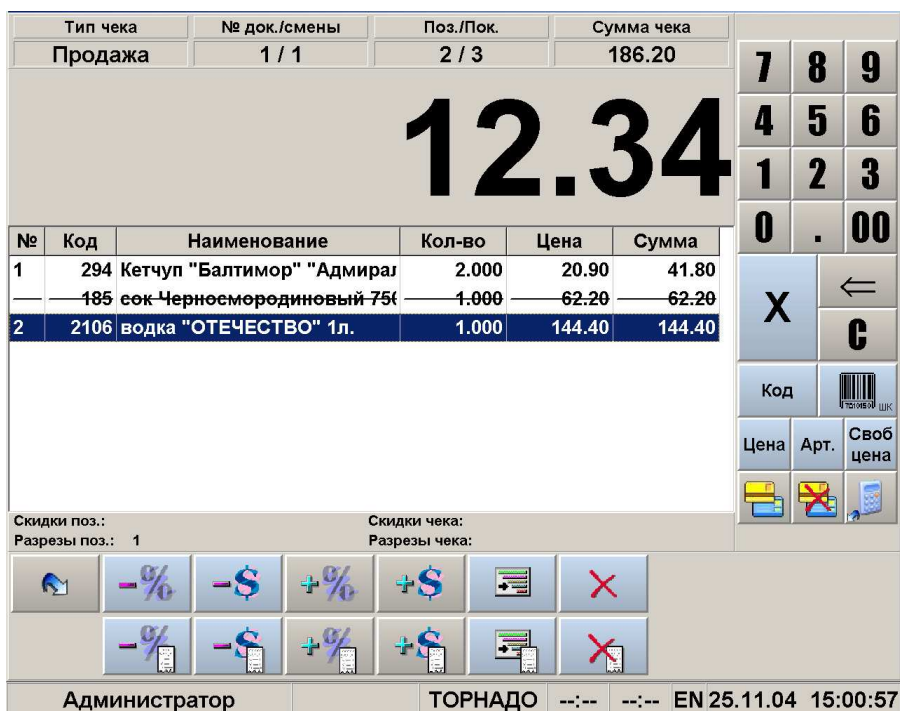 Тип чека № док./смены Поз./Пок. Сумма чека
Продажа 1 / 1 2 / 3 186.20
12.34
7 8 9
4 5 6
1 2 3
0 . 00
№ Код Наименование Кол-во Цена Сумма
1 294 Кетчуп "Балтимор" "Адмирал 2.000 20.90 41.80
185 сок Черносмородиновый 750 1.000 62.20 62.20
2 2106 водка "ОТЕЧЕСТВО" 1л. 1.000 144.40 144.40
X ⇐
C
Код ШК
Цена Арт. Своб цена
Скидки поз.: Скидки чека:
Разрезы поз.: 1 Разрезы чека:
-% -$ +% +$
-% -$ +% +$
Администратор ТОРНАДО --:-- --:-- EN 25.11.04 15:00:57